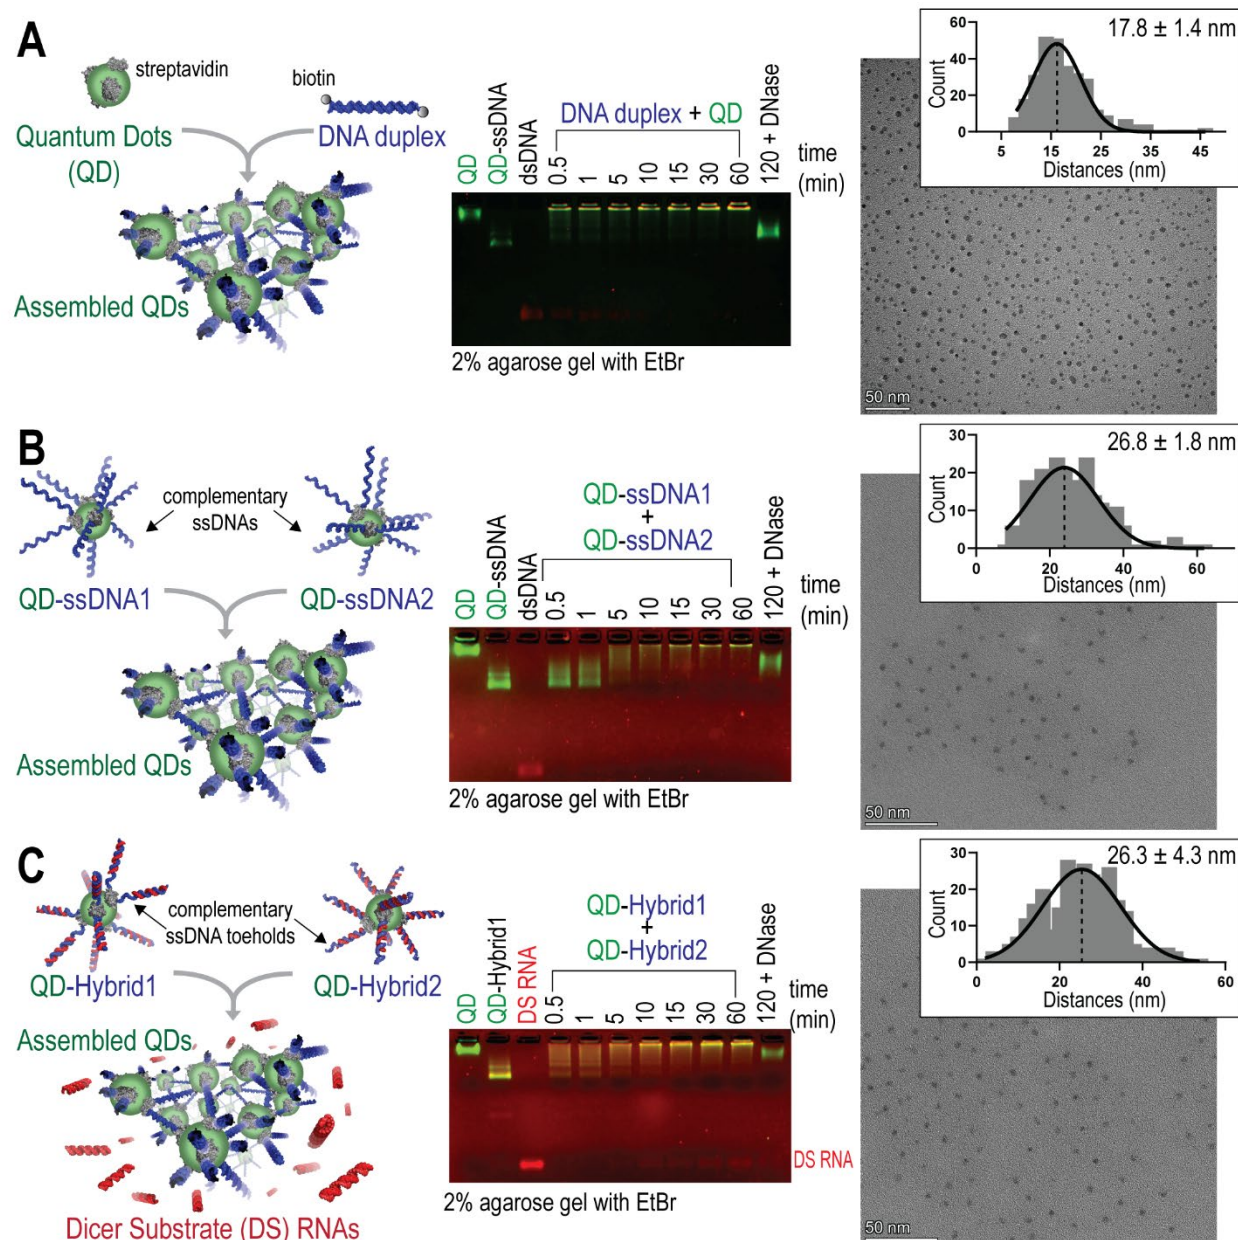 A
streptavidin
biotin
Quantum Dots
(QD)
DNA duplex
Assembled QDs
QD
QD-ssDNA
dsDNA
DNA duplex + QD
0.5
1
5
10
15
30
60
120 + DNase
time
(min)
2% agarose gel with EtBr
17.8 ± 1.4 nm
Count
60
40
20
0
5 15 25 35 45
Distances (nm)
50 nm
B
complementary
ssDNAs
QD-ssDNA1
QD-ssDNA2
Assembled QDs
QD
QD-ssDNA
dsDNA
QD-ssDNA1
+
QD-ssDNA2
0.5
1
5
10
15
30
60
120 + DNase
time
(min)
2% agarose gel with EtBr
26.8 ± 1.8 nm
Count
30
20
10
0
0 20 40 60
Distances (nm)
50 nm
C
complementary
ssDNA toeholds
QD-Hybrid1
QD-Hybrid2
Assembled QDs
Dicer Substrate (DS) RNAs
QD
QD-Hybrid1
DS RNA
QD-Hybrid1
+
QD-Hybrid2
0.5
1
5
10
15
30
60
120 + DNase
time
(min)
DS RNA
2% agarose gel with EtBr
26.3 ± 4.3 nm
Count
30
20
10
0
0 20 40 60
Distances (nm)
50 nm